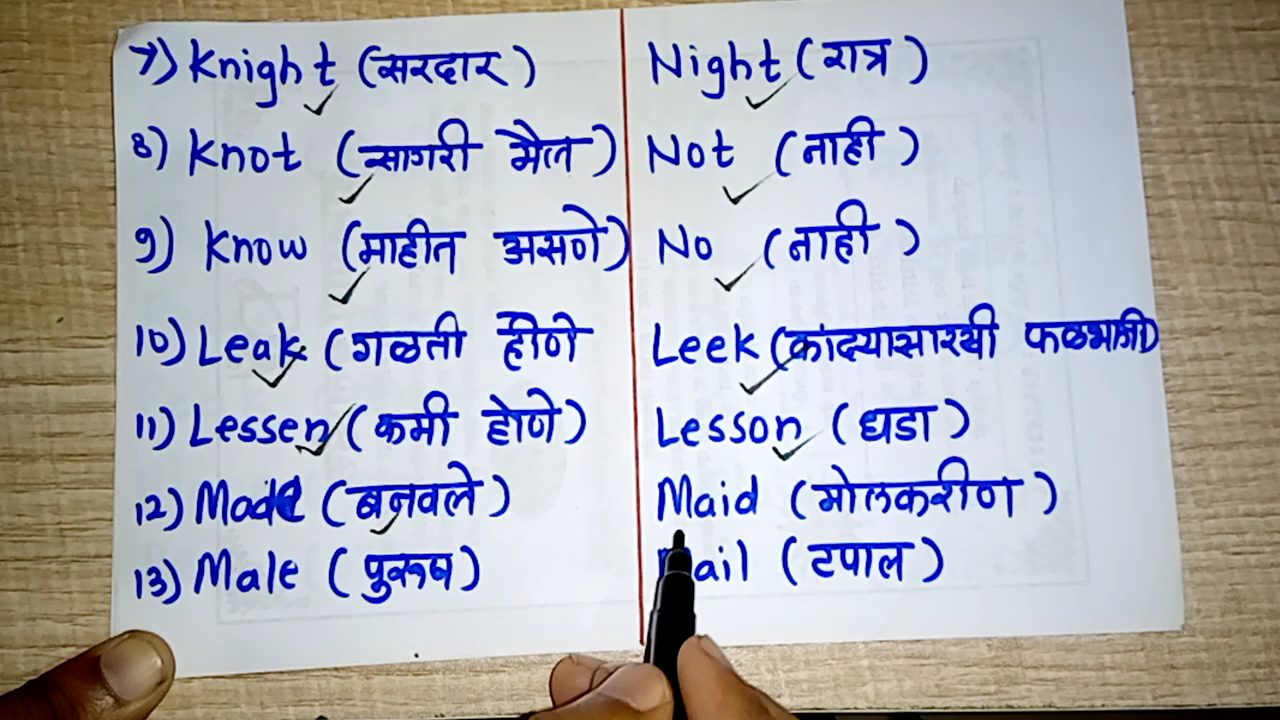 7) Knight (सरदार) Night (रात्र)
8) Knot (सागरी मैल) Not (नाही)
9) Know (माहीत असणे) No (नाही)
10) Leak (गळती होणे Leek (कांद्यासारखी फळभाजी)
11) Lessen (कमी होणे) Lesson (धडा)
12) Made (बनवले) Maid (मोलकरीण)
13) Male (पुरूष) Mail (टपाल)